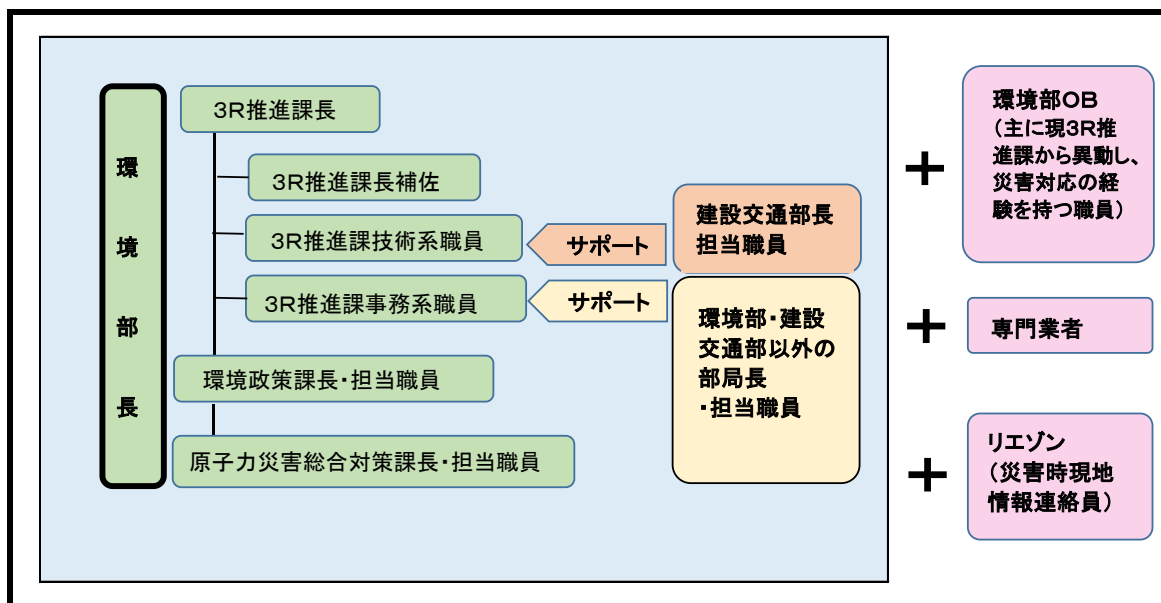 環境部長
３Ｒ推進課長
３Ｒ推進課長補佐
３Ｒ推進課技術系職員
３Ｒ推進課事務系職員
環境政策課長・担当職員
原子力災害総合対策課長・担当職員
サポート
サポート
建設交通部長
担当職員
環境部・建設
交通部以外の
部局長
・担当職員
＋
環境部ＯＢ
（主に現３Ｒ推
進課から異動し、
災害対応の経
験を持つ職員）
＋
専門業者
＋
リエゾン
（災害時現地
情報連絡員）